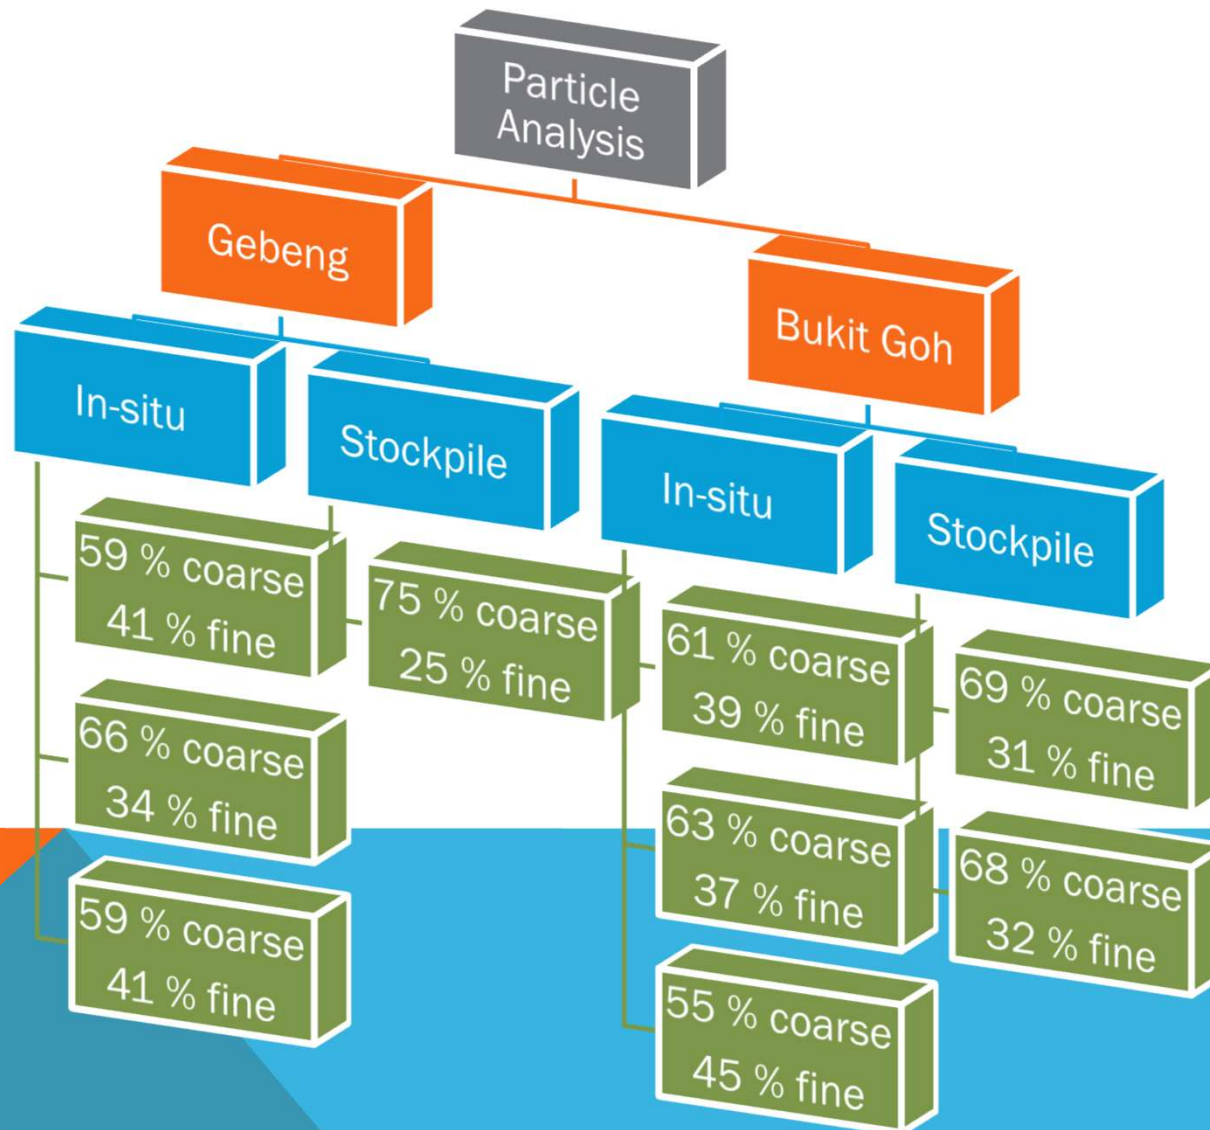 Particle
Analysis
Gebeng
Bukit Goh
In-situ
Stockpile
In-situ
Stockpile
59 % coarse
41 % fine
75 % coarse
25 % fine
61 % coarse
39 % fine
69 % coarse
31 % fine
66 % coarse
34 % fine
63 % coarse
37 % fine
68 % coarse
32 % fine
59 % coarse
41 % fine
55 % coarse
45 % fine